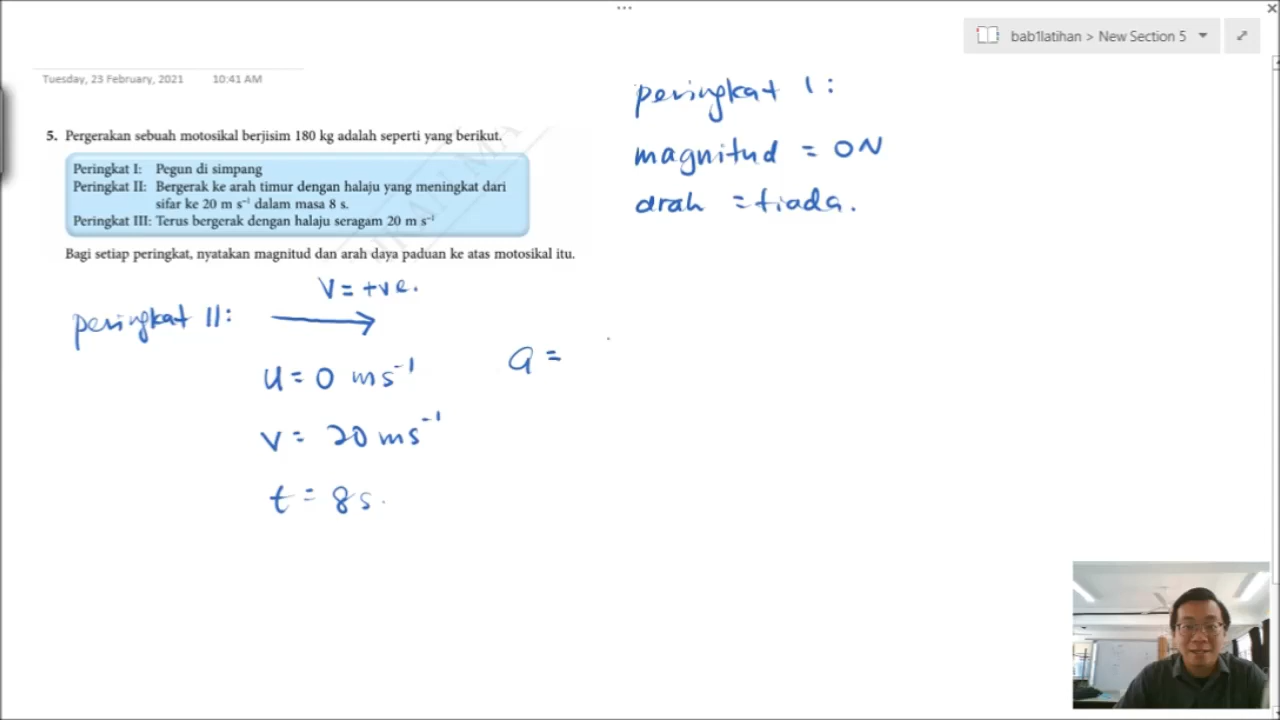 bab1latihan > New Section 5
Tuesday, 23 February, 2021 10:41 AM
5. Pergerakan sebuah motosikal berjisim 180 kg adalah seperti yang berikut.
Peringkat I: Pegun di simpang
Peringkat II: Bergerak ke arah timur dengan halaju yang meningkat dari
sifar ke 20 m s⁻¹ dalam masa 8 s.
Peringkat III: Terus bergerak dengan halaju seragam 20 m s⁻¹
Bagi setiap peringkat, nyatakan magnitud dan arah daya paduan ke atas motosikal itu.
peringkat I:
magnitud = 0N
arah = tiada.
peringkat II:
V = +ve.
u = 0 ms⁻¹
v = 20 ms⁻¹
t = 8s.
a =